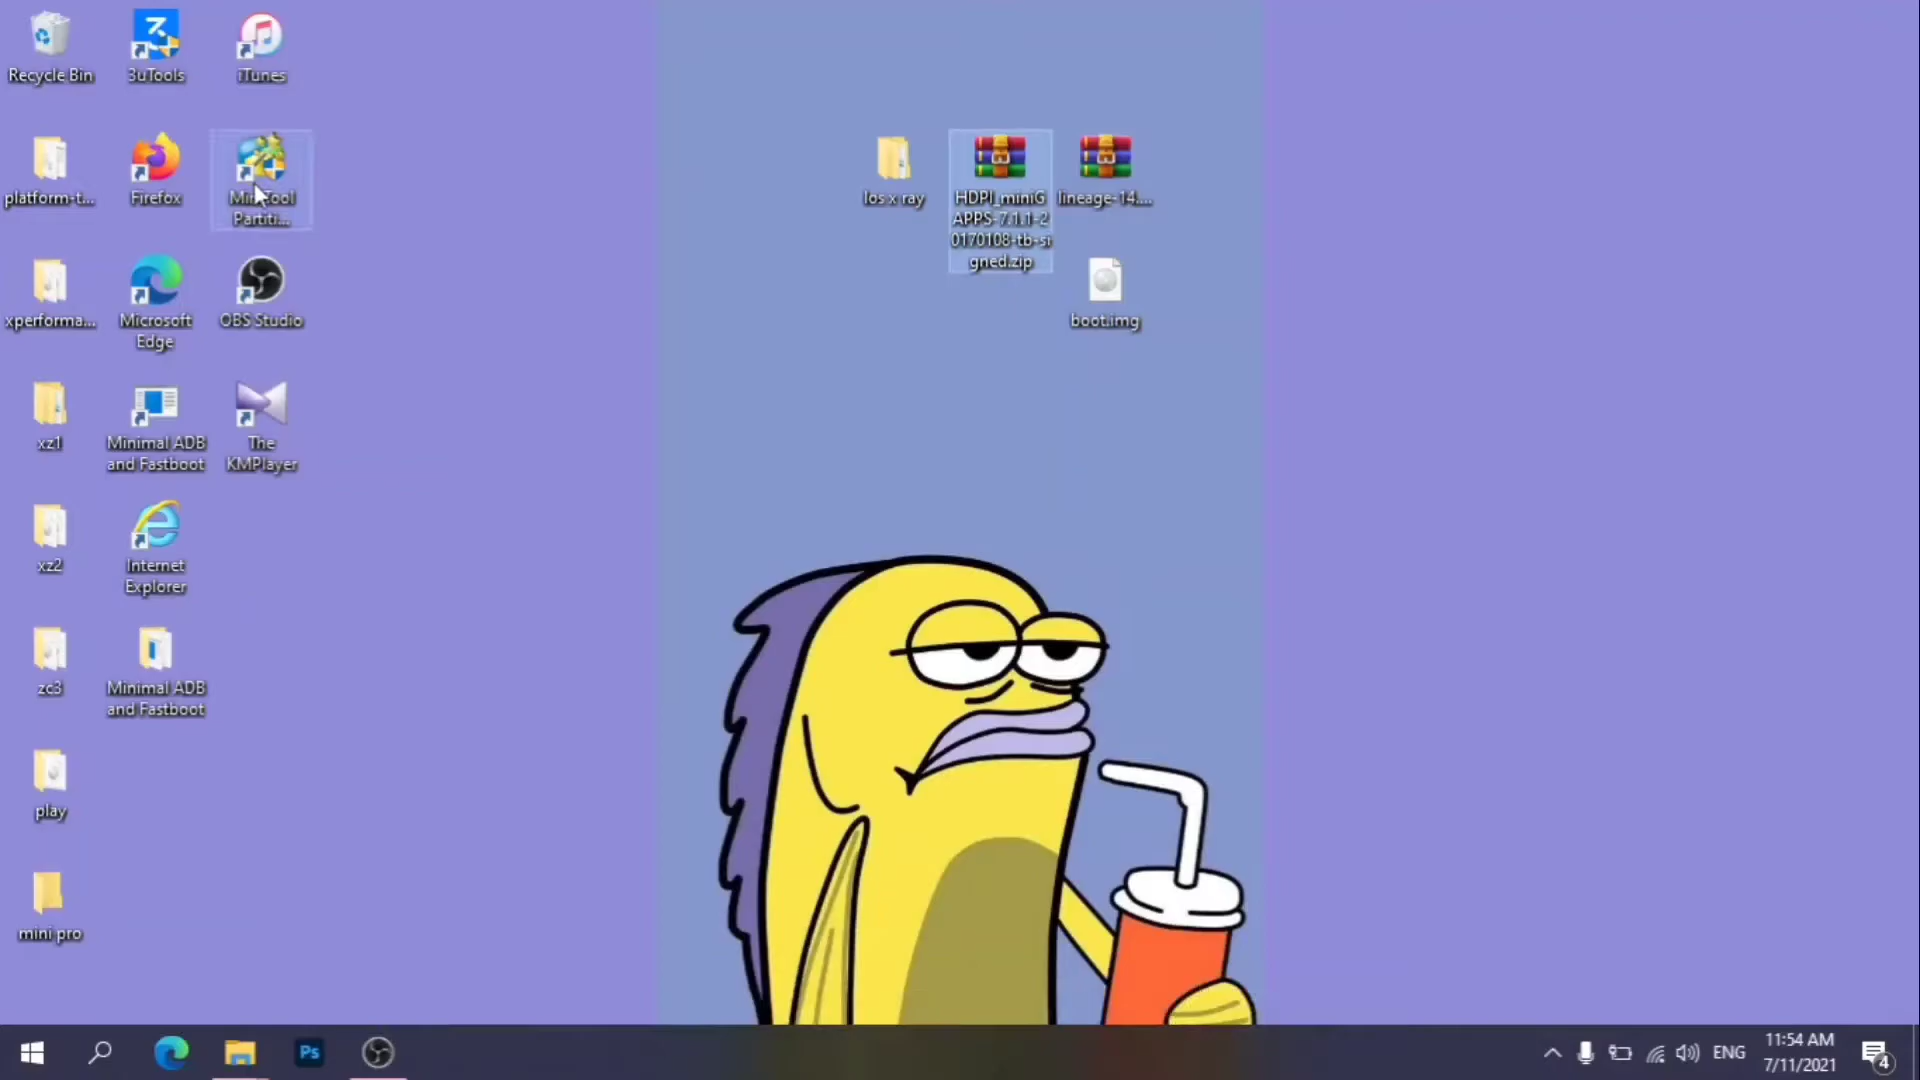 Recycle Bin
3uTools
iTunes
platform-t...
Firefox
MiniTool
Partiti...
los x ray
HDPI_miniG
APPS-7.1.1-2
0170108-tb-si
gned.zip
lineage-14....
xperforma...
Microsoft
Edge
OBS Studio
boot.img
xz1
Minimal ADB
and Fastboot
The
KMPlayer
xz2
Internet
Explorer
zc3
Minimal ADB
and Fastboot
play
mini pro
Ps
ENG
11:54 AM
7/11/2021
4